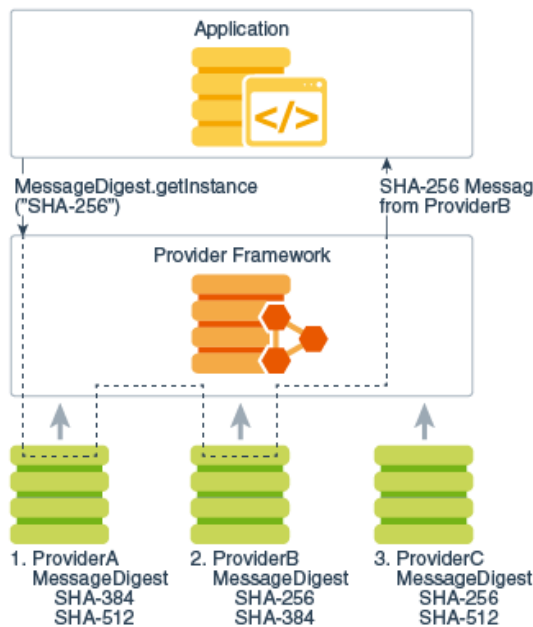 Application
</>
MessageDigest.getInstance
("SHA-256")
SHA-256 Messag
from ProviderB
Provider Framework
1. ProviderA
MessageDigest
SHA-384
SHA-512
2. ProviderB
MessageDigest
SHA-256
SHA-384
3. ProviderC
MessageDigest
SHA-256
SHA-512